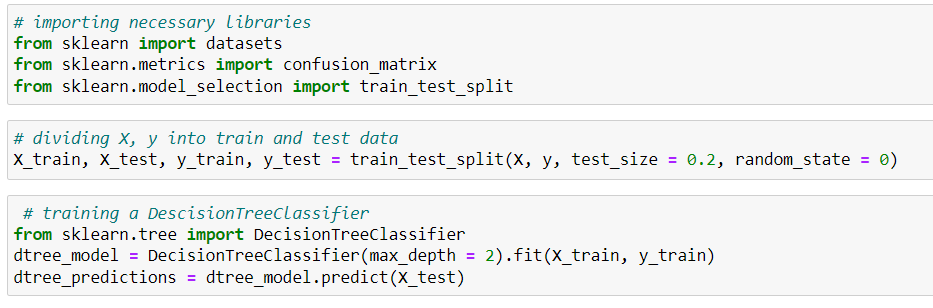 # importing necessary libraries
from sklearn import datasets
from sklearn.metrics import confusion_matrix
from sklearn.model_selection import train_test_split
# dividing X, y into train and test data
X_train, X_test, y_train, y_test = train_test_split(X, y, test_size = 0.2, random_state = 0)
# training a DescisionTreeClassifier
from sklearn.tree import DecisionTreeClassifier
dtree_model = DecisionTreeClassifier(max_depth = 2).fit(X_train, y_train)
dtree_predictions = dtree_model.predict(X_test)